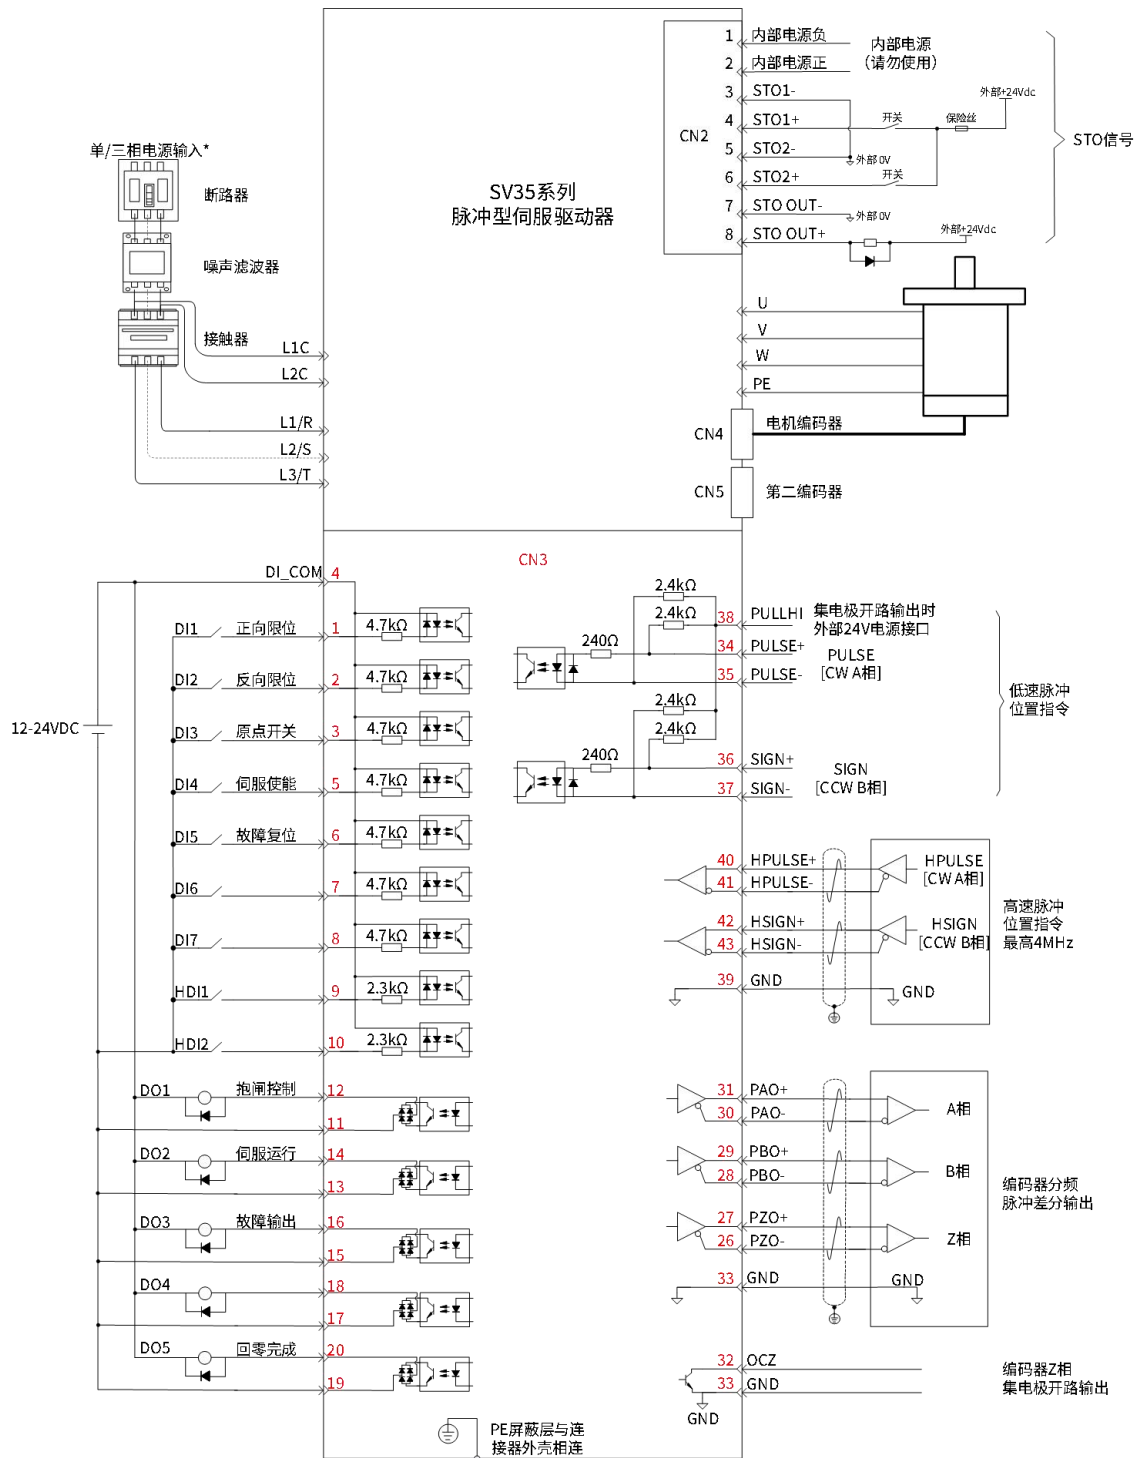 单/三相电源输入*
断路器
噪声滤波器
接触器
L1C
L2C
L1/R
L2/S
L3/T
SV35系列
脉冲型伺服驱动器
CN2
1 内部电源负
2 内部电源正
内部电源
（请勿使用）
3 STO1-
4 STO1+
5 STO2-
6 STO2+
7 STO OUT-
8 STO OUT+
开关
保险丝
外部+24Vdc
外部 0V
开关
外部 0V
外部+24Vdc
STO信号
U
V
W
PE
CN4
电机编码器
CN5
第二编码器
CN3
12-24VDC
DI_COM 4
DI1 正向限位 1 4.7kΩ
DI2 反向限位 2 4.7kΩ
DI3 原点开关 3 4.7kΩ
DI4 伺服使能 5 4.7kΩ
DI5 故障复位 6 4.7kΩ
DI6 7 4.7kΩ
DI7 8 4.7kΩ
HDI1 9 2.3kΩ
HDI2 10 2.3kΩ
DO1 抱闸控制 12
11
DO2 伺服运行 14
13
DO3 故障输出 16
15
DO4 18
17
DO5 回零完成 20
19
PE屏蔽层与连
接器外壳相连
2.4kΩ
2.4kΩ
240Ω
38 PULLHI
集电极开路输出时
外部24V电源接口
34 PULSE+
35 PULSE-
PULSE
[CW A相]
2.4kΩ
2.4kΩ
240Ω
36 SIGN+
37 SIGN-
SIGN
[CCW B相]
低速脉冲
位置指令
40 HPULSE+
41 HPULSE-
HPULSE
[CW A相]
42 HSIGN+
43 HSIGN-
HSIGN
[CCW B相]
39 GND
GND
高速脉冲
位置指令
最高4MHz
31 PAO+
30 PAO-
A相
29 PBO+
28 PBO-
B相
27 PZO+
26 PZO-
Z相
33 GND
GND
编码器分频
脉冲差分输出
32 OCZ
33 GND
GND
编码器Z相
集电极开路输出